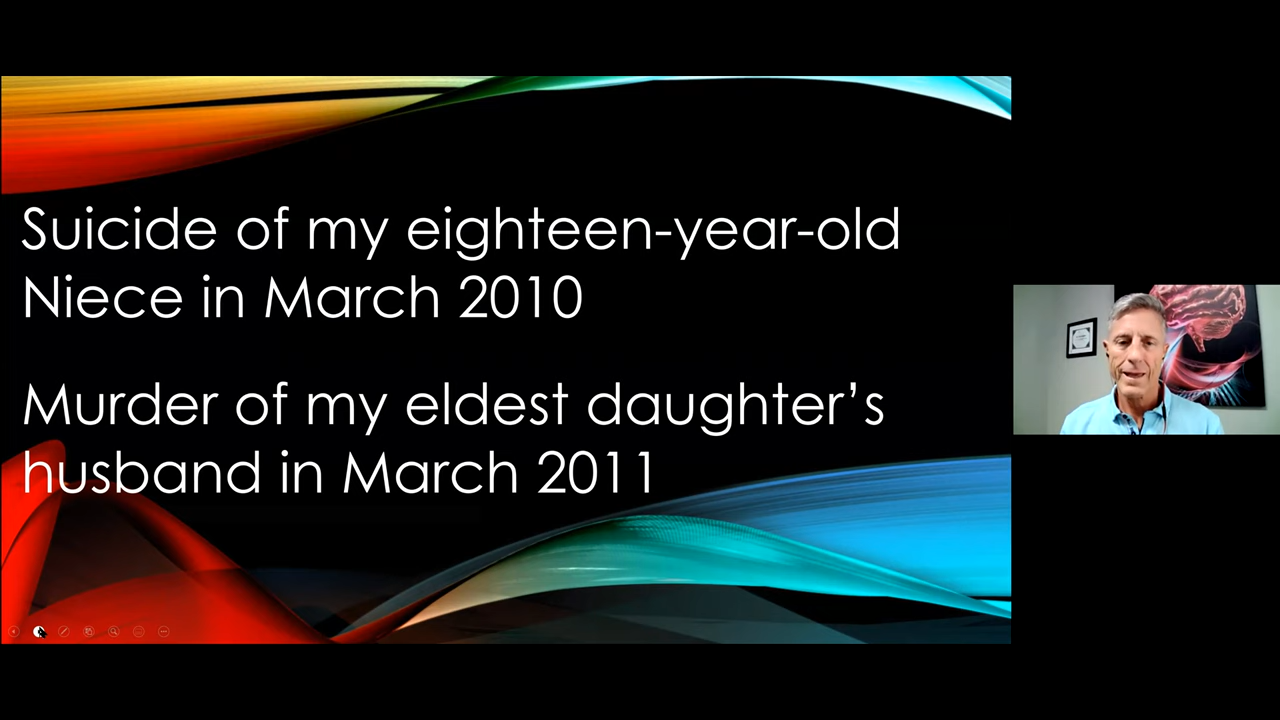 Suicide of my eighteen-year-old
Niece in March 2010
Murder of my eldest daughter’s
husband in March 2011